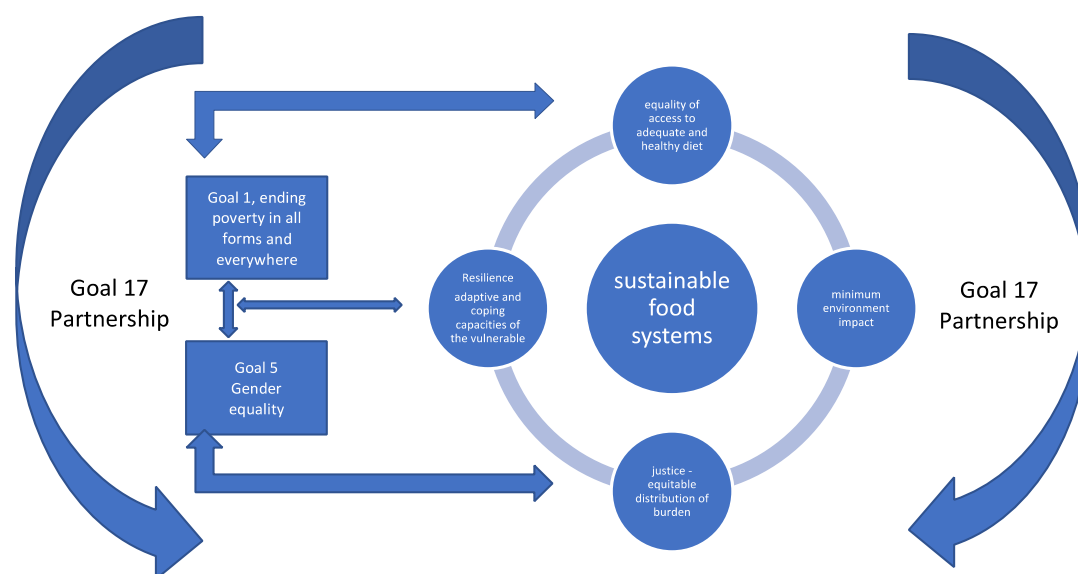 equality of
access to
adequate and
healthy diet
Goal 1, ending
poverty in all
forms and
everywhere
Goal 17
Partnership
Resilience
adaptive and
coping
capacities of
the vulnerable
sustainable
food
systems
minimum
environment
impact
Goal 17
Partnership
Goal 5
Gender
equality
justice -
equitable
distribution of
burden